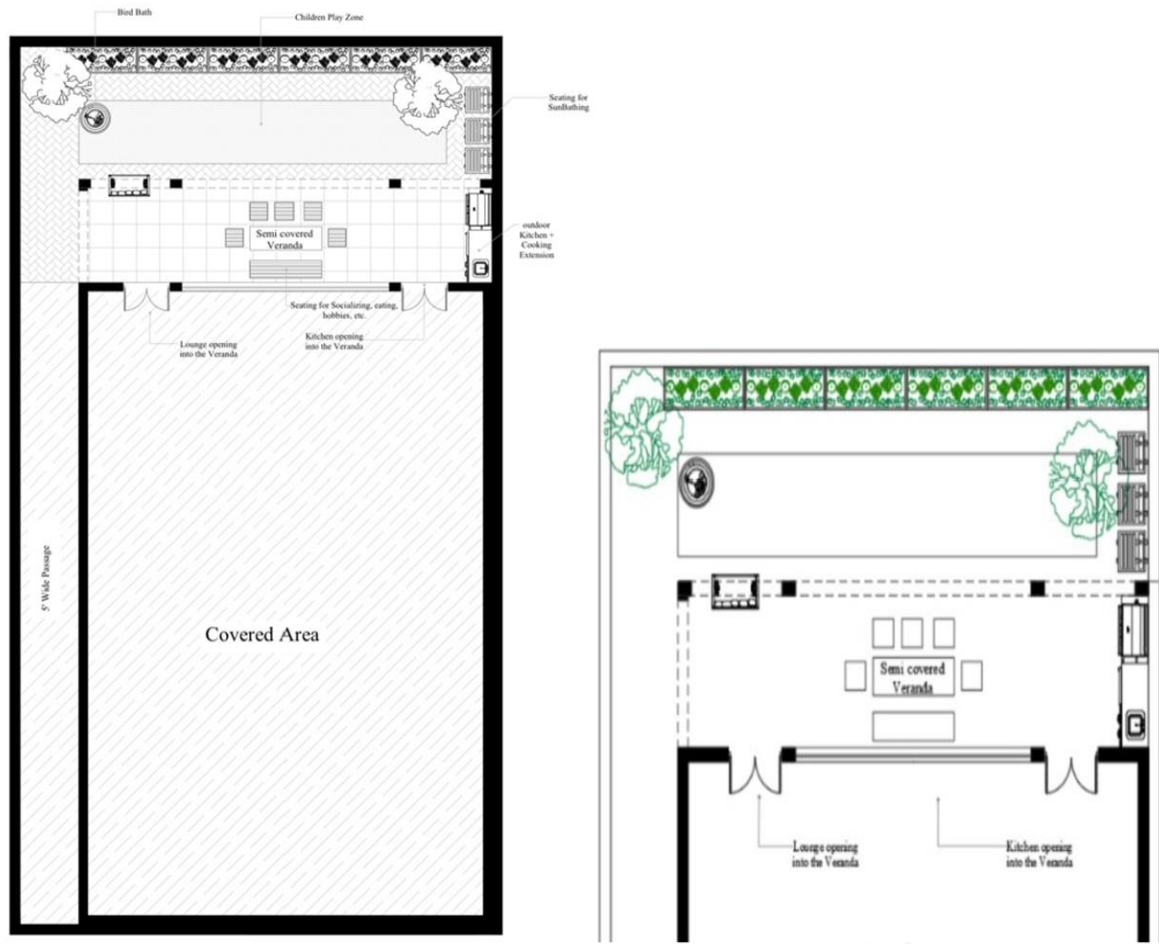 Bird Bath
Children Play Zone
Seating for
SunBathing
Semi covered
Veranda
outdoor
Kitchen +
Cooking
Extension
Seating for Socializing, eating,
hobbies, etc.
Lounge opening
into the Veranda
Kitchen opening
into the Veranda
5' Wide Passage
Covered Area
Semi covered
Veranda
Lounge opening
into the Veranda
Kitchen opening
into the Veranda